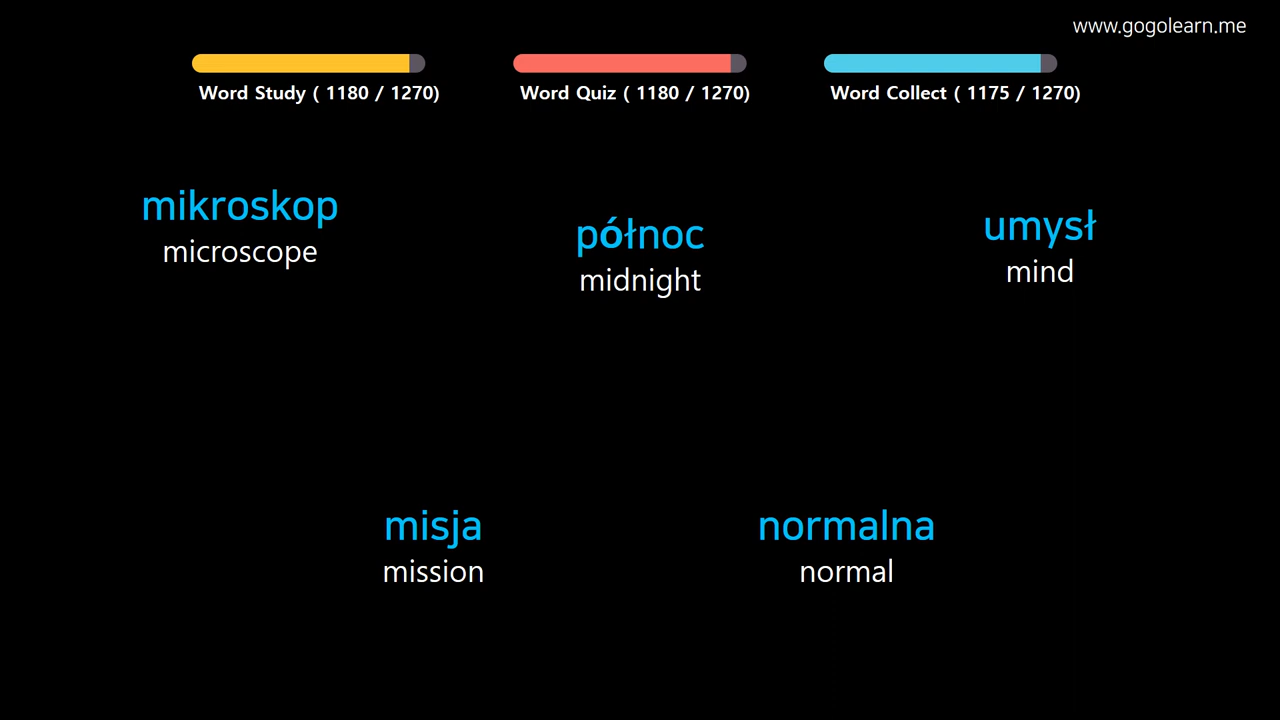 www.gogolearn.me
Word Study ( 1180 / 1270)
Word Quiz ( 1180 / 1270)
Word Collect ( 1175 / 1270)
mikroskop
microscope
północ
midnight
umysł
mind
misja
mission
normalna
normal